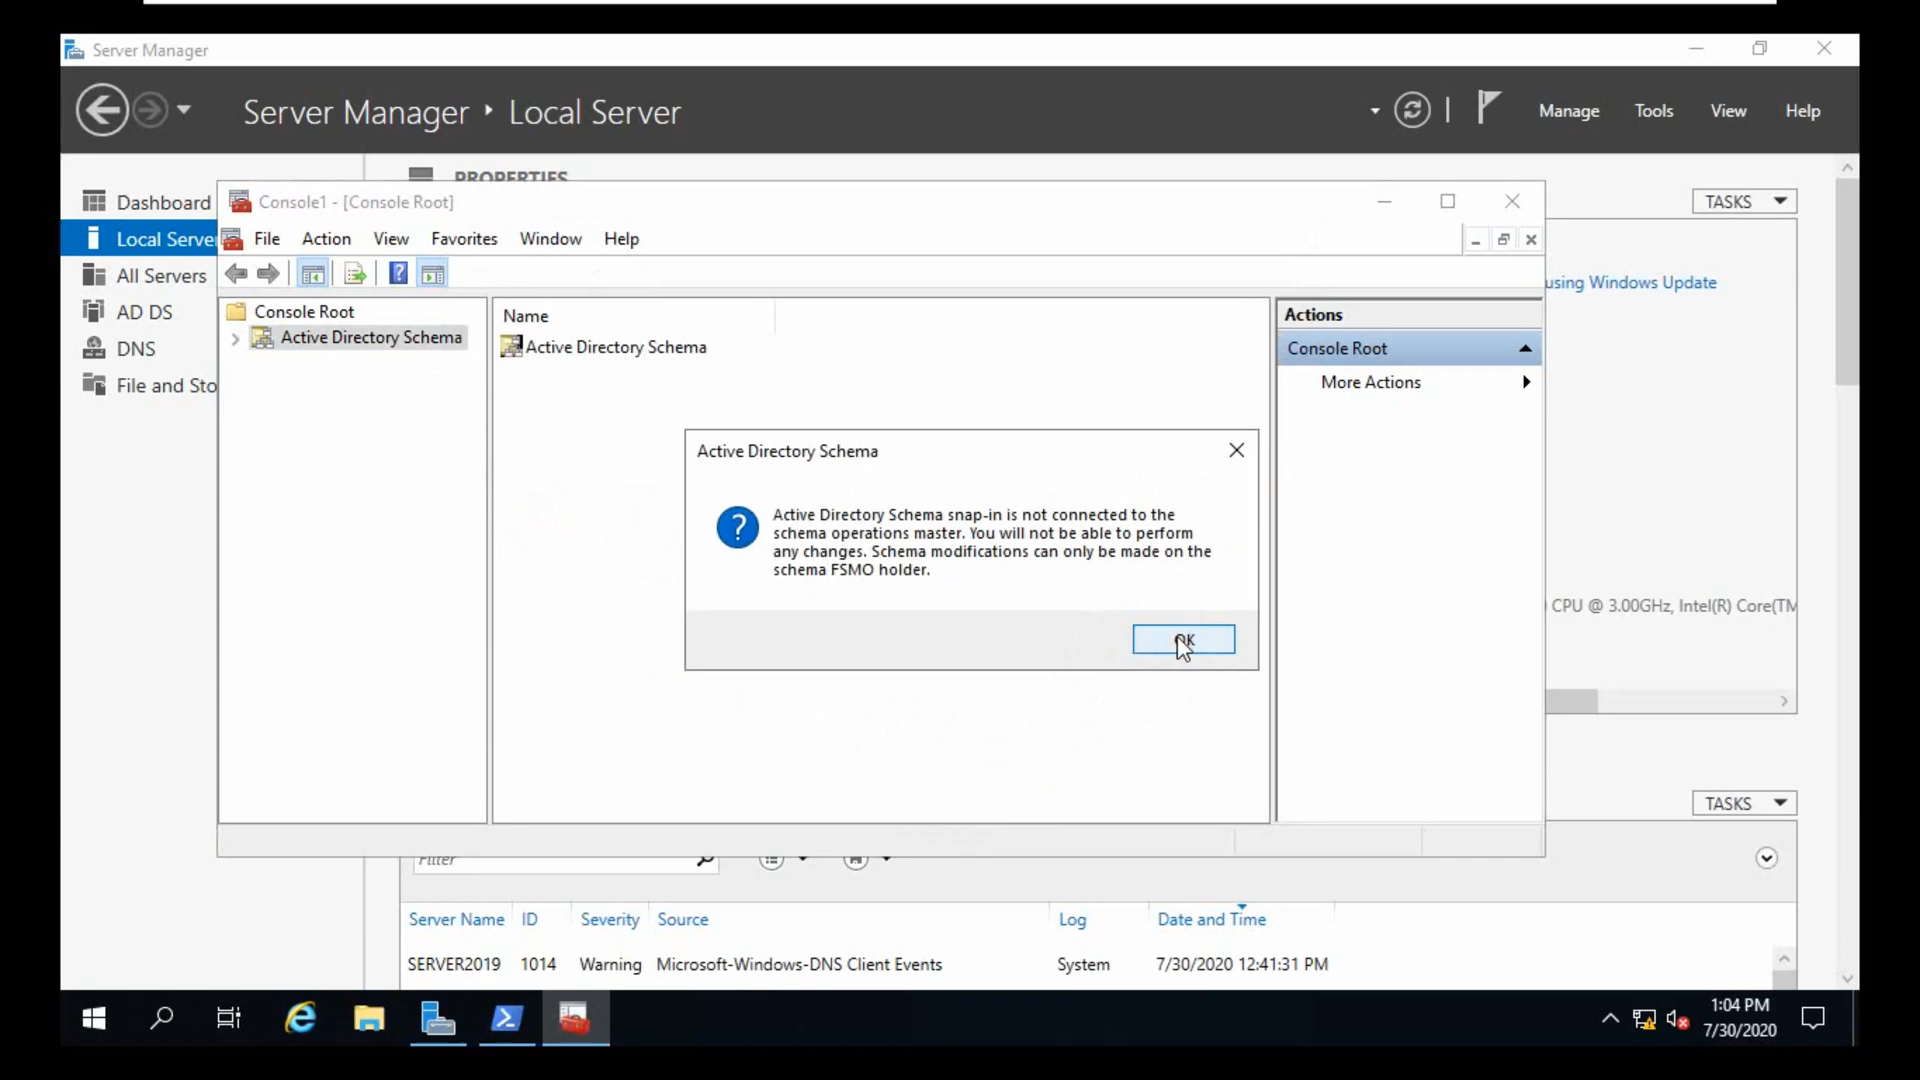 Server Manager
Server Manager ‣ Local Server
Manage Tools View Help
PROPERTIES
TASKS
Dashboard
Local Server
All Servers
AD DS
DNS
File and Sto
Console1 - [Console Root]
File Action View Favorites Window Help
Console Root
Active Directory Schema
Name
Active Directory Schema
Actions
Console Root
More Actions
using Windows Update
Active Directory Schema
Active Directory Schema snap-in is not connected to the
schema operations master. You will not be able to perform
any changes. Schema modifications can only be made on the
schema FSMO holder.
OK
) CPU @ 3.00GHz, Intel(R) Core(TM
TASKS
Filter
Server Name ID Severity Source Log Date and Time
SERVER2019 1014 Warning Microsoft-Windows-DNS Client Events System 7/30/2020 12:41:31 PM
1:04 PM
7/30/2020